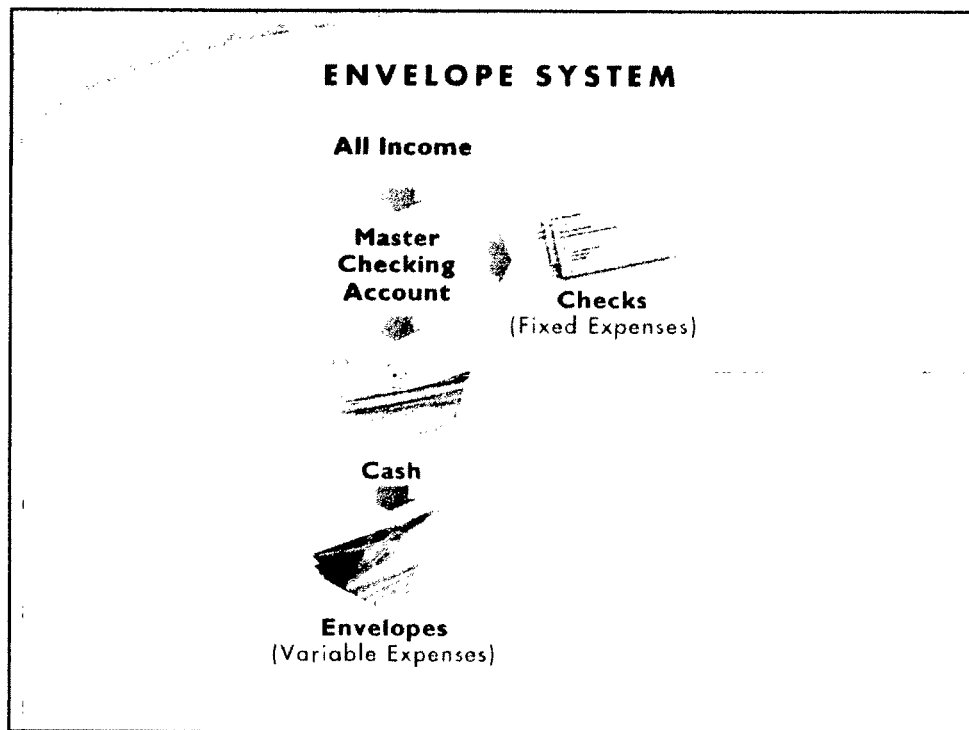 ENVELOPE SYSTEM
All Income
Master
Checking
Account
Checks
(Fixed Expenses)
Cash
Envelopes
(Variable Expenses)